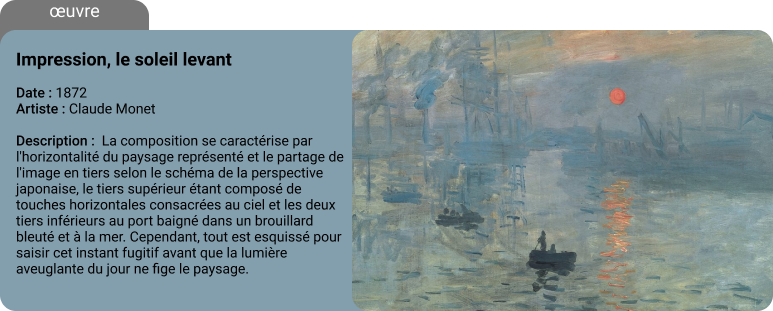 œuvre
Impression, le soleil levant
Date : 1872
Artiste : Claude Monet
Description : La composition se caractérise par
l'horizontalité du paysage représenté et le partage de
l'image en tiers selon le schéma de la perspective
japonaise, le tiers supérieur étant composé de
touches horizontales consacrées au ciel et les deux
tiers inférieurs au port baigné dans un brouillard
bleuté et à la mer. Cependant, tout est esquissé pour
saisir cet instant fugitif avant que la lumière
aveuglante du jour ne fige le paysage.